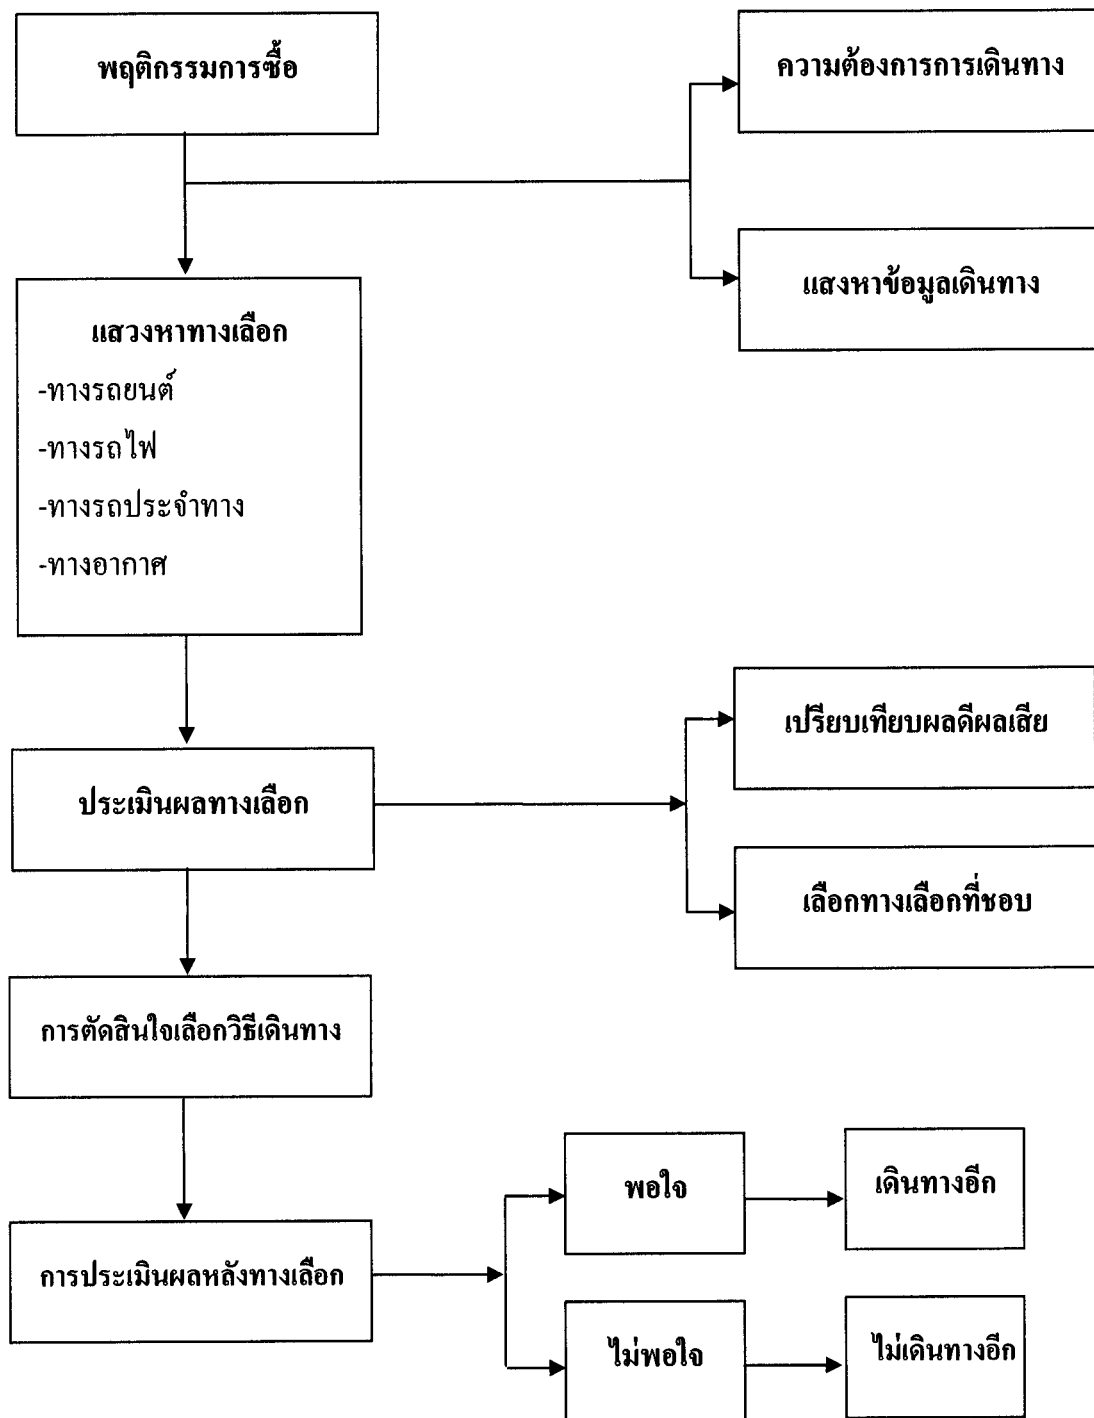 พฤติกรรมการซื้อ
ความต้องการการเดินทาง
แสงหาข้อมูลเดินทาง
แสวงหาทางเลือก
-ทางรถยนต์
-ทางรถไฟ
-ทางรถประจำทาง
-ทางอากาศ
เปรียบเทียบผลดีผลเสีย
ประเมินผลทางเลือก
เลือกทางเลือกที่ชอบ
การตัดสินใจเลือกวิธีเดินทาง
พอใจ
เดินทางอีก
การประเมินผลหลังทางเลือก
ไม่พอใจ
ไม่เดินทางอีก